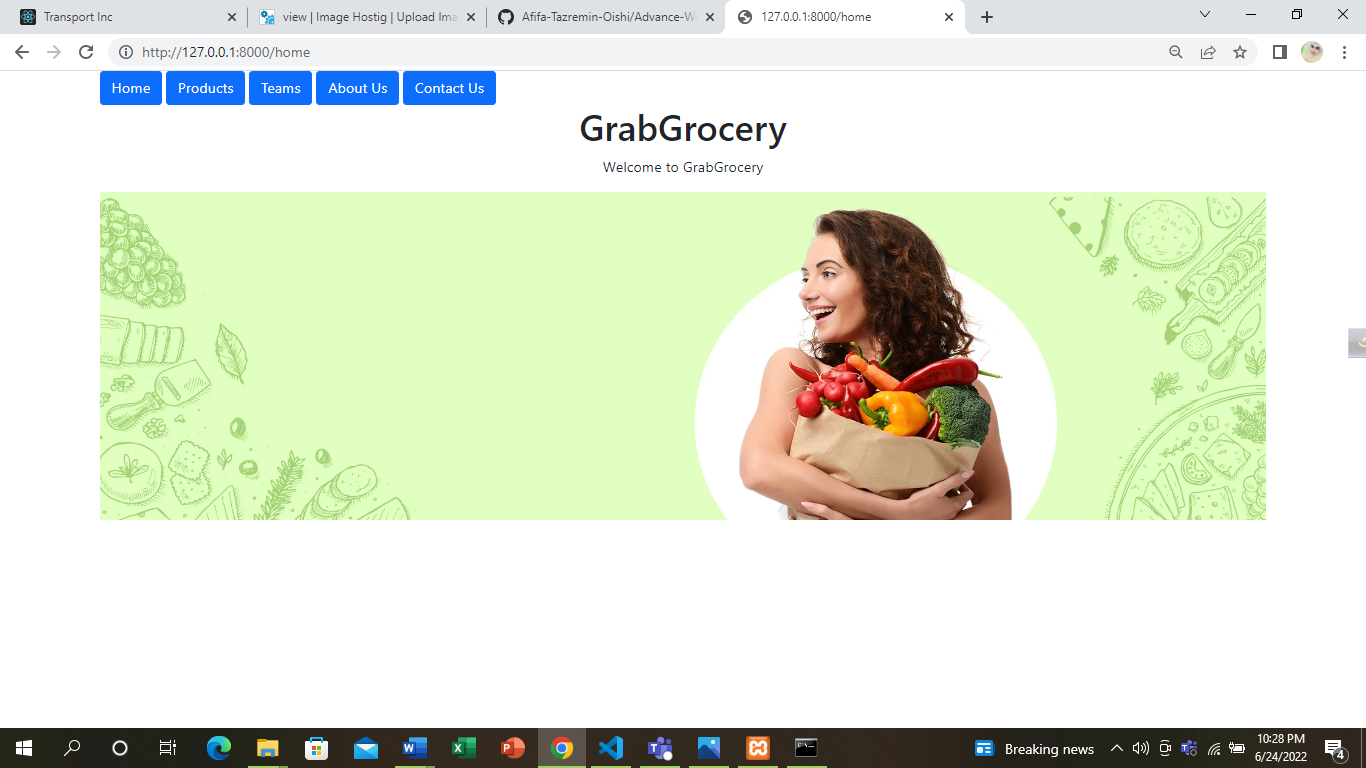 Transport Inc
view | Image Hostig | Upload Ima
Afifa-Tazremin-Oishi/Advance-We
127.0.0.1:8000/home
http://127.0.0.1:8000/home
Home Products Teams About Us Contact Us
GrabGrocery
Welcome to GrabGrocery
Breaking news
10:28 PM
6/24/2022
4